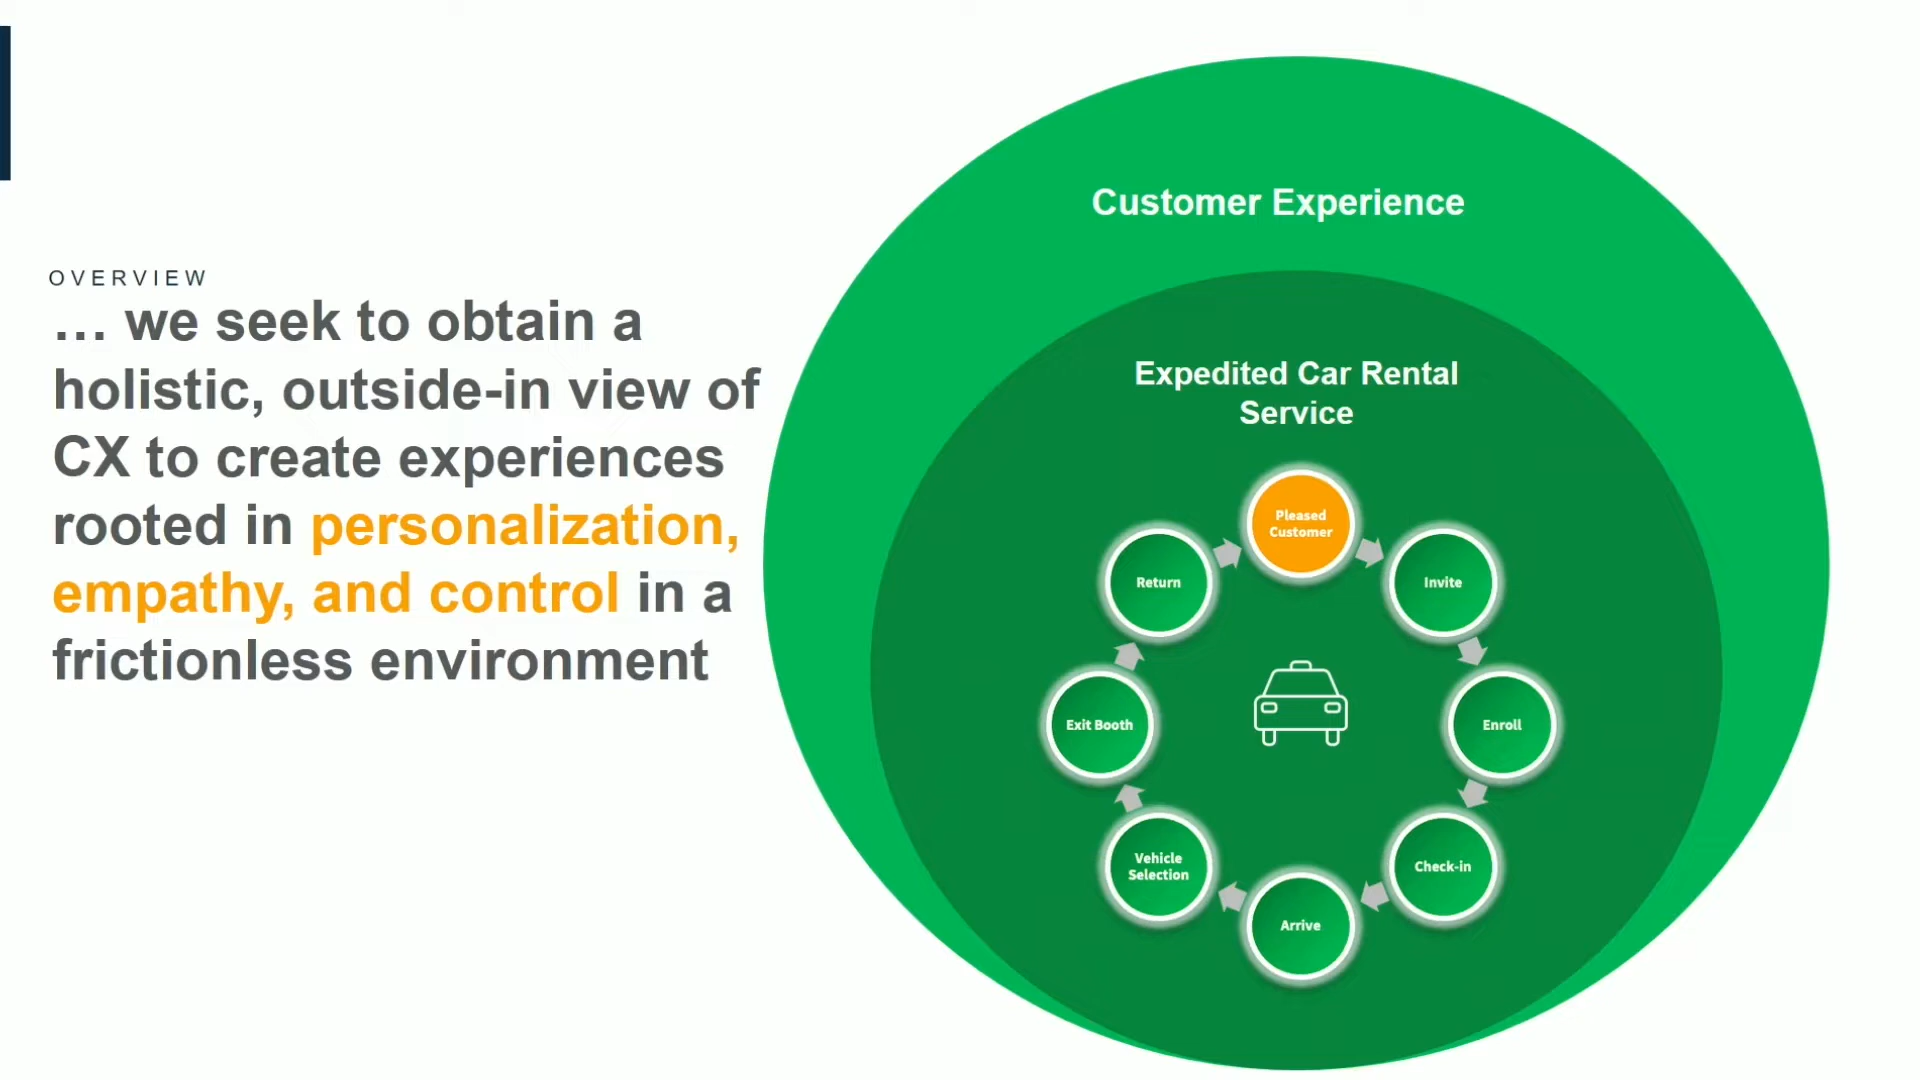 OVERVIEW
… we seek to obtain a
holistic, outside-in view of
CX to create experiences
rooted in personalization,
empathy, and control in a
frictionless environment
Customer Experience
Expedited Car Rental
Service
Pleased
Customer
Invite
Enroll
Check-in
Arrive
Vehicle
Selection
Exit Booth
Return